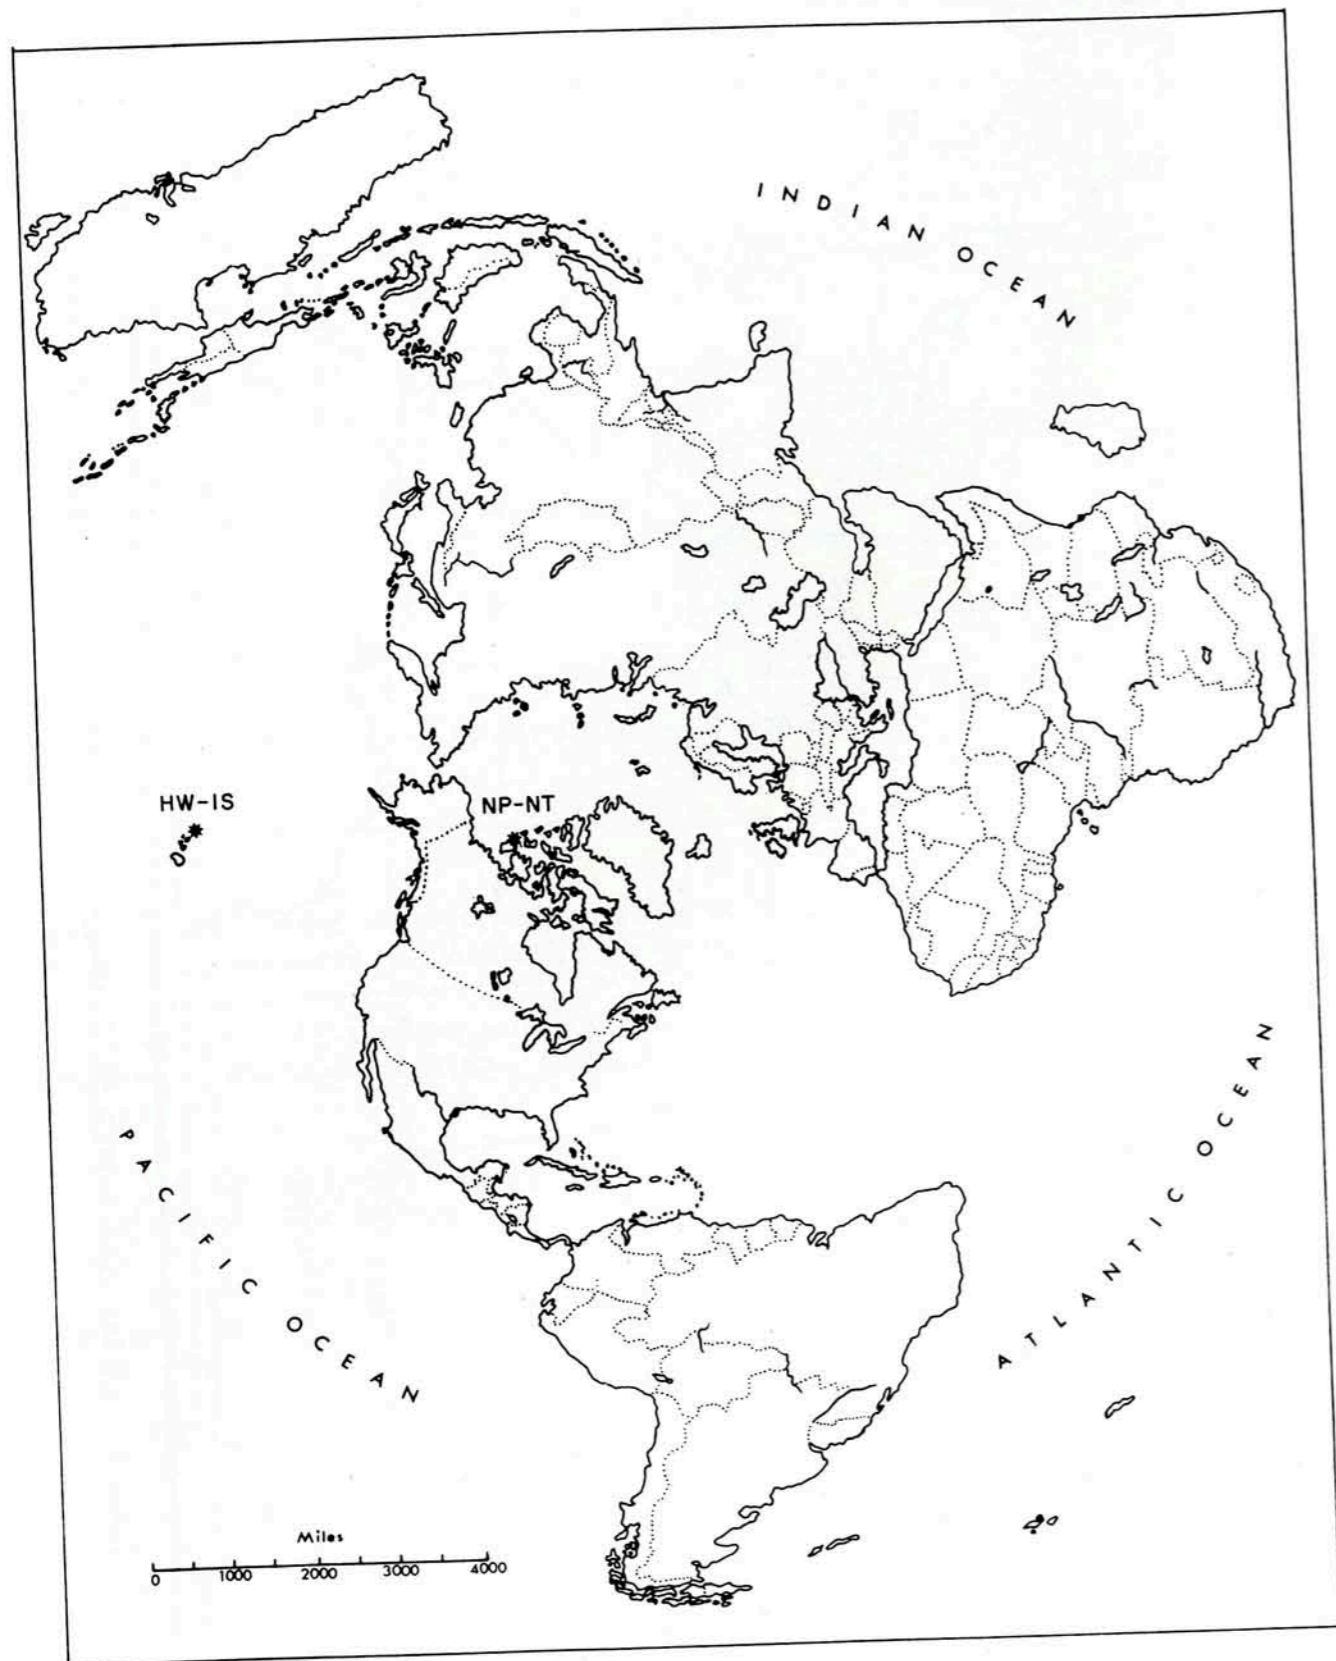 INDIAN OCEAN
HW-IS
NP-NT
PACIFIC OCEAN
ATLANTIC OCEAN
Miles
0 1000 2000 3000 4000